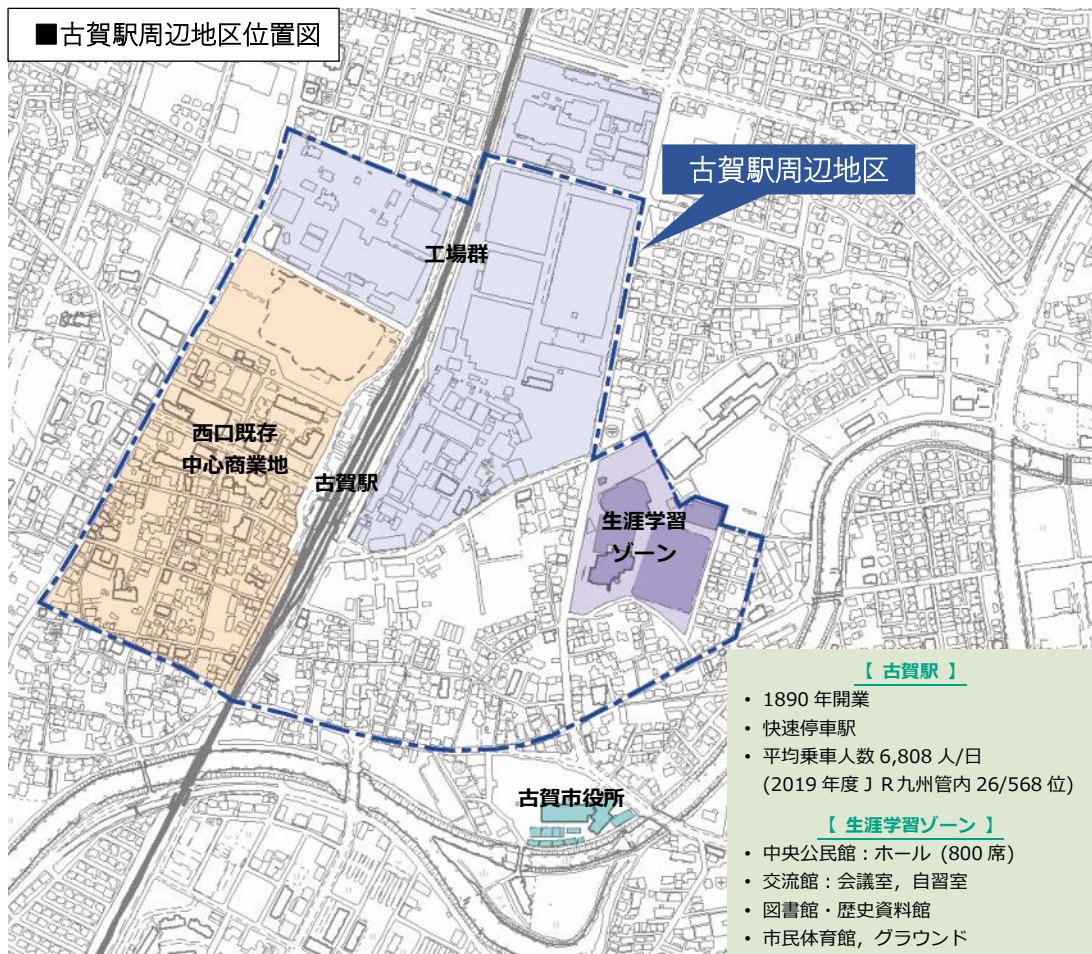 ■古賀駅周辺地区位置図
古賀駅周辺地区
工場群
西口既存
中心商業地
古賀駅
生涯学習
ゾーン
古賀市役所
【 古賀駅 】
・ 1890 年開業
・ 快速停車駅
・ 平均乗車人数 6,808 人/日
(2019 年度ＪＲ九州管内 26/568 位)
【 生涯学習ゾーン 】
・ 中央公民館：ホール (800 席)
・ 交流館：会議室，自習室
・ 図書館・歴史資料館
・ 市民体育館，グラウンド